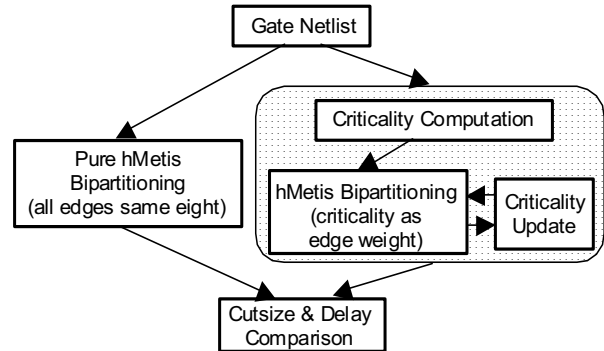 Gate Netlist
Criticality Computation
Pure hMetis
Bipartitioning
(all edges same eight)
hMetis Bipartitioning
(criticality as
edge weight)
Criticality
Update
Cutsize & Delay
Comparison